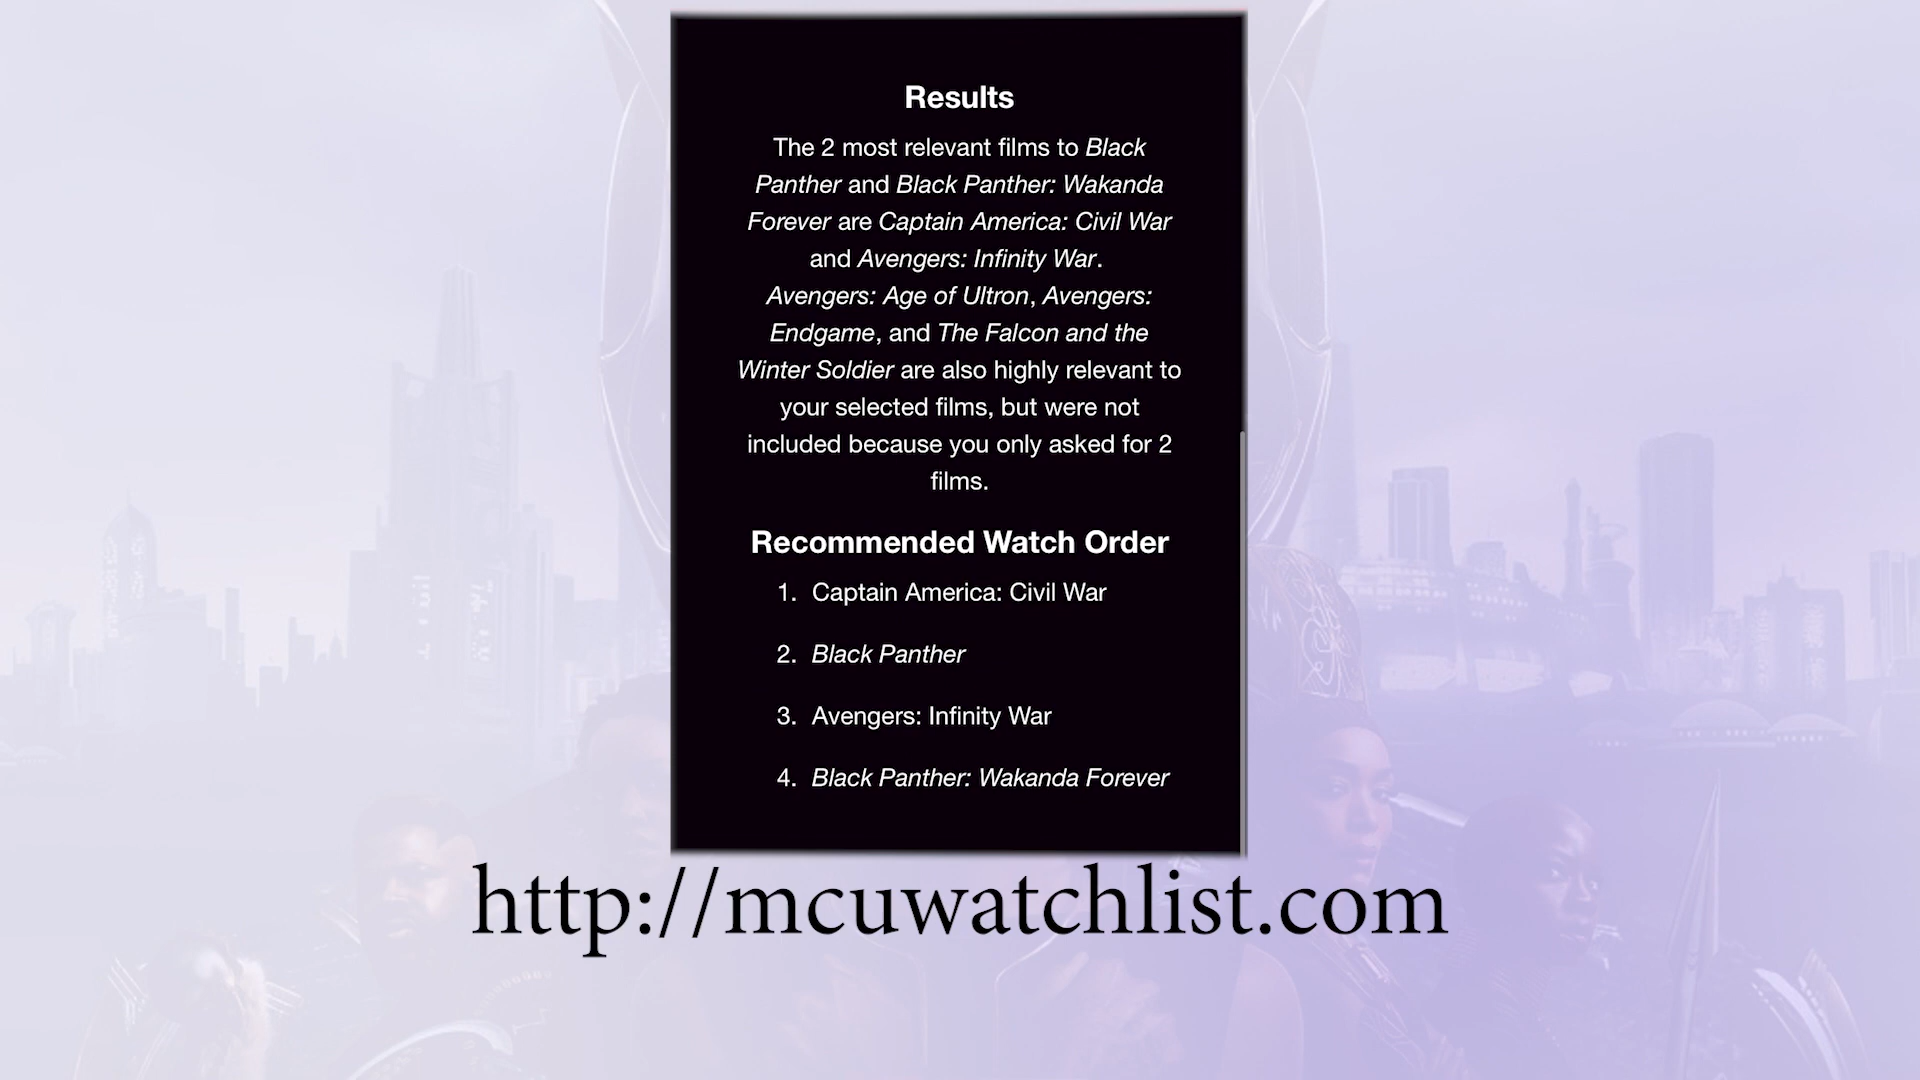 Results
The 2 most relevant films to Black
Panther and Black Panther: Wakanda
Forever are Captain America: Civil War
and Avengers: Infinity War.
Avengers: Age of Ultron, Avengers:
Endgame, and The Falcon and the
Winter Soldier are also highly relevant to
your selected films, but were not
included because you only asked for 2
films.
Recommended Watch Order
1. Captain America: Civil War
2. Black Panther
3. Avengers: Infinity War
4. Black Panther: Wakanda Forever
http://mcuwatchlist.com